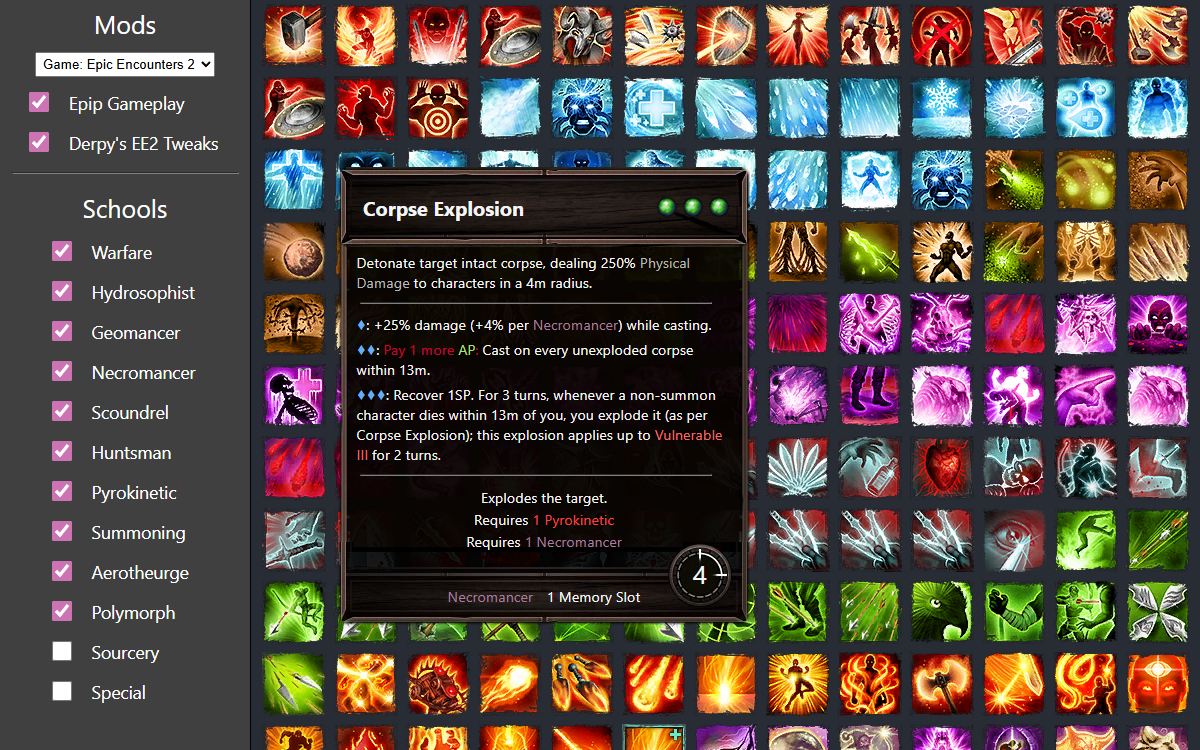 Mods
Game: Epic Encounters 2
Epip Gameplay
Derpy's EE2 Tweaks
Schools
Warfare
Hydrosophist
Geomancer
Necromancer
Scoundrel
Huntsman
Pyrokinetic
Summoning
Aerotheurge
Polymorph
Sourcery
Special
Corpse Explosion
Detonate target intact corpse, dealing 250% Physical
Damage to characters in a 4m radius.
♦: +25% damage (+4% per Necromancer) while casting.
♦♦: Pay 1 more AP: Cast on every unexploded corpse
within 13m.
♦♦♦: Recover 1SP. For 3 turns, whenever a non-summon
character dies within 13m of you, you explode it (as per
Corpse Explosion); this explosion applies up to Vulnerable
III for 2 turns.
Explodes the target.
Requires 1 Pyrokinetic
Requires 1 Necromancer
4
Necromancer 1 Memory Slot